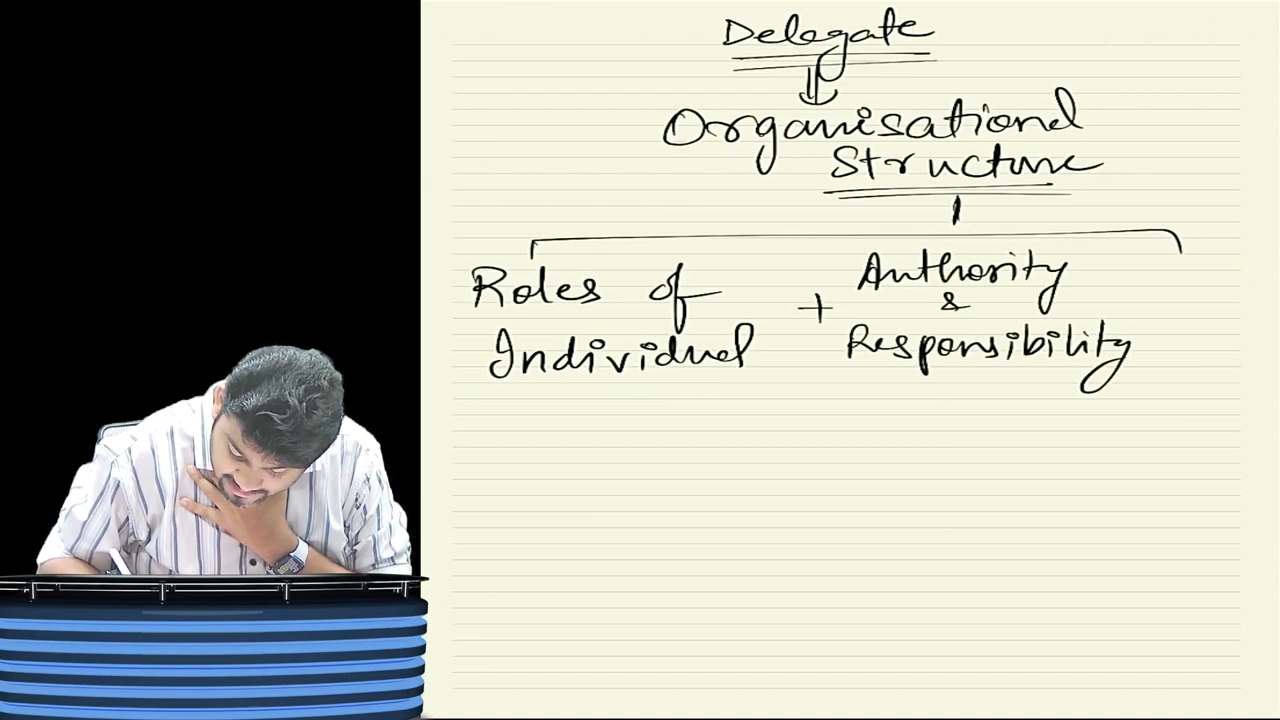 Delegate
Organisational
Structure
Roles of
Individual
+
Authority
&
Responsibility